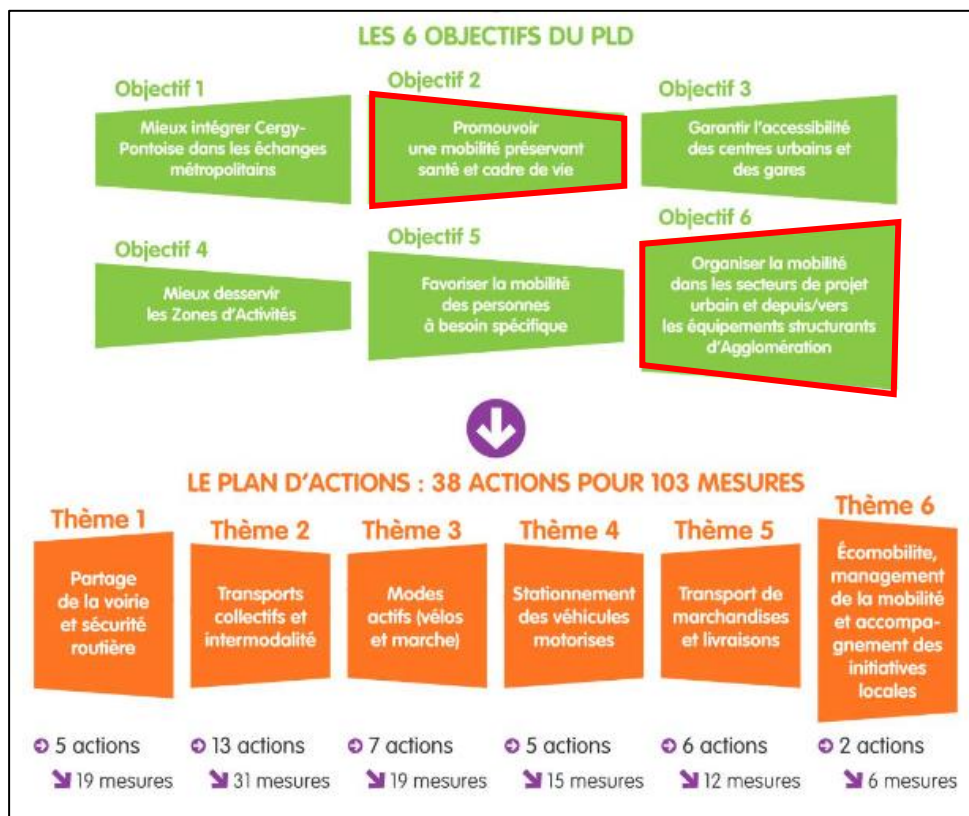 LES 6 OBJECTIFS DU PLD
Objectif 1
Mieux intégrer Cergy-
Pontoise dans les échanges
métropolitains
Objectif 2
Promouvoir
une mobilité préservant
santé et cadre de vie
Objectif 3
Garantir l'accessibilité
des centres urbains et
des gares
Objectif 4
Mieux desservir
les Zones d'Activités
Objectif 5
Favoriser la mobilité
des personnes
à besoin spécifique
Objectif 6
Organiser la mobilité
dans les secteurs de projet
urbain et depuis/vers
les équipements structurants
d'Agglomération
LE PLAN D'ACTIONS : 38 ACTIONS POUR 103 MESURES
Thème 1
Partage
de la voirie
et sécurité
routière
5 actions
19 mesures
Thème 2
Transports
collectifs et
intermodalité
13 actions
31 mesures
Thème 3
Modes
actifs (vélos
et marche)
7 actions
19 mesures
Thème 4
Stationnement
des véhicules
motorises
5 actions
15 mesures
Thème 5
Transport de
marchandises
et livraisons
6 actions
12 mesures
Thème 6
Écomobilite,
management
de la mobilité
et accompa-
gnement des
initiatives
locales
2 actions
6 mesures